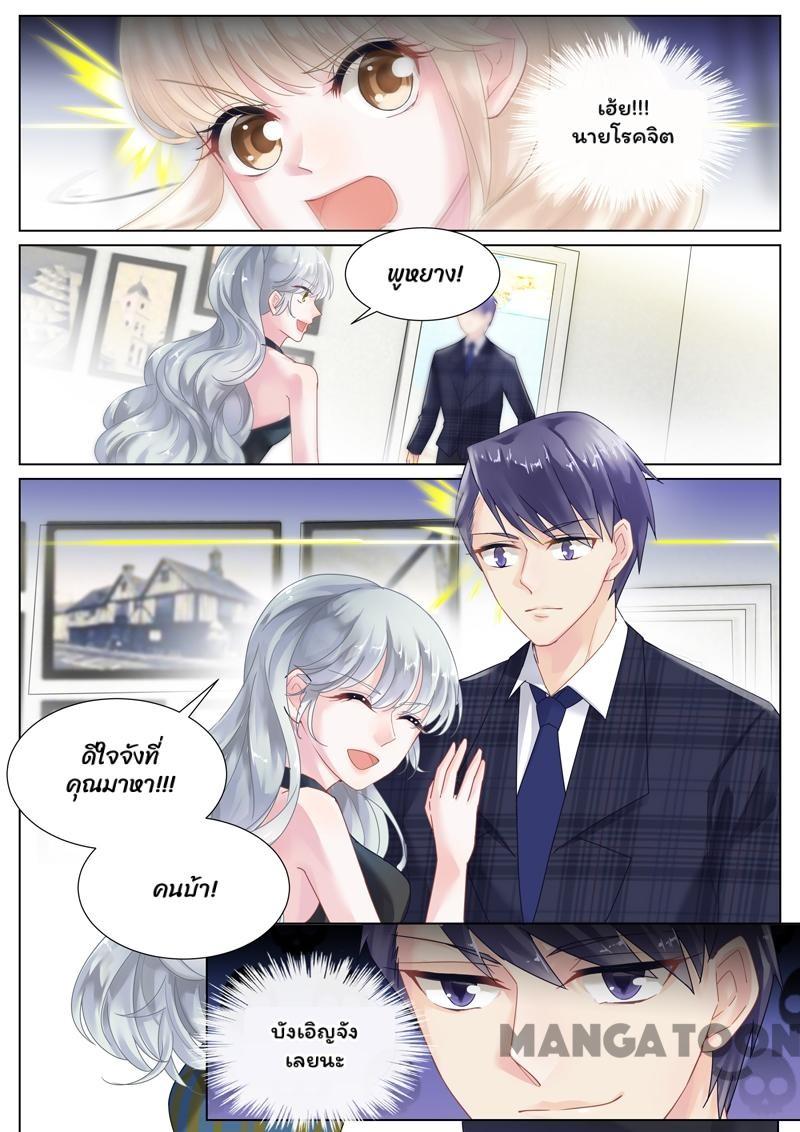 เฮ้ย!!!
นายโรคจิต
พูหยาง!
ดีใจจังที่
คุณมาหา!!!
คนบ้า!
บังเอิญจัง
เลยนะ
MANGATOON